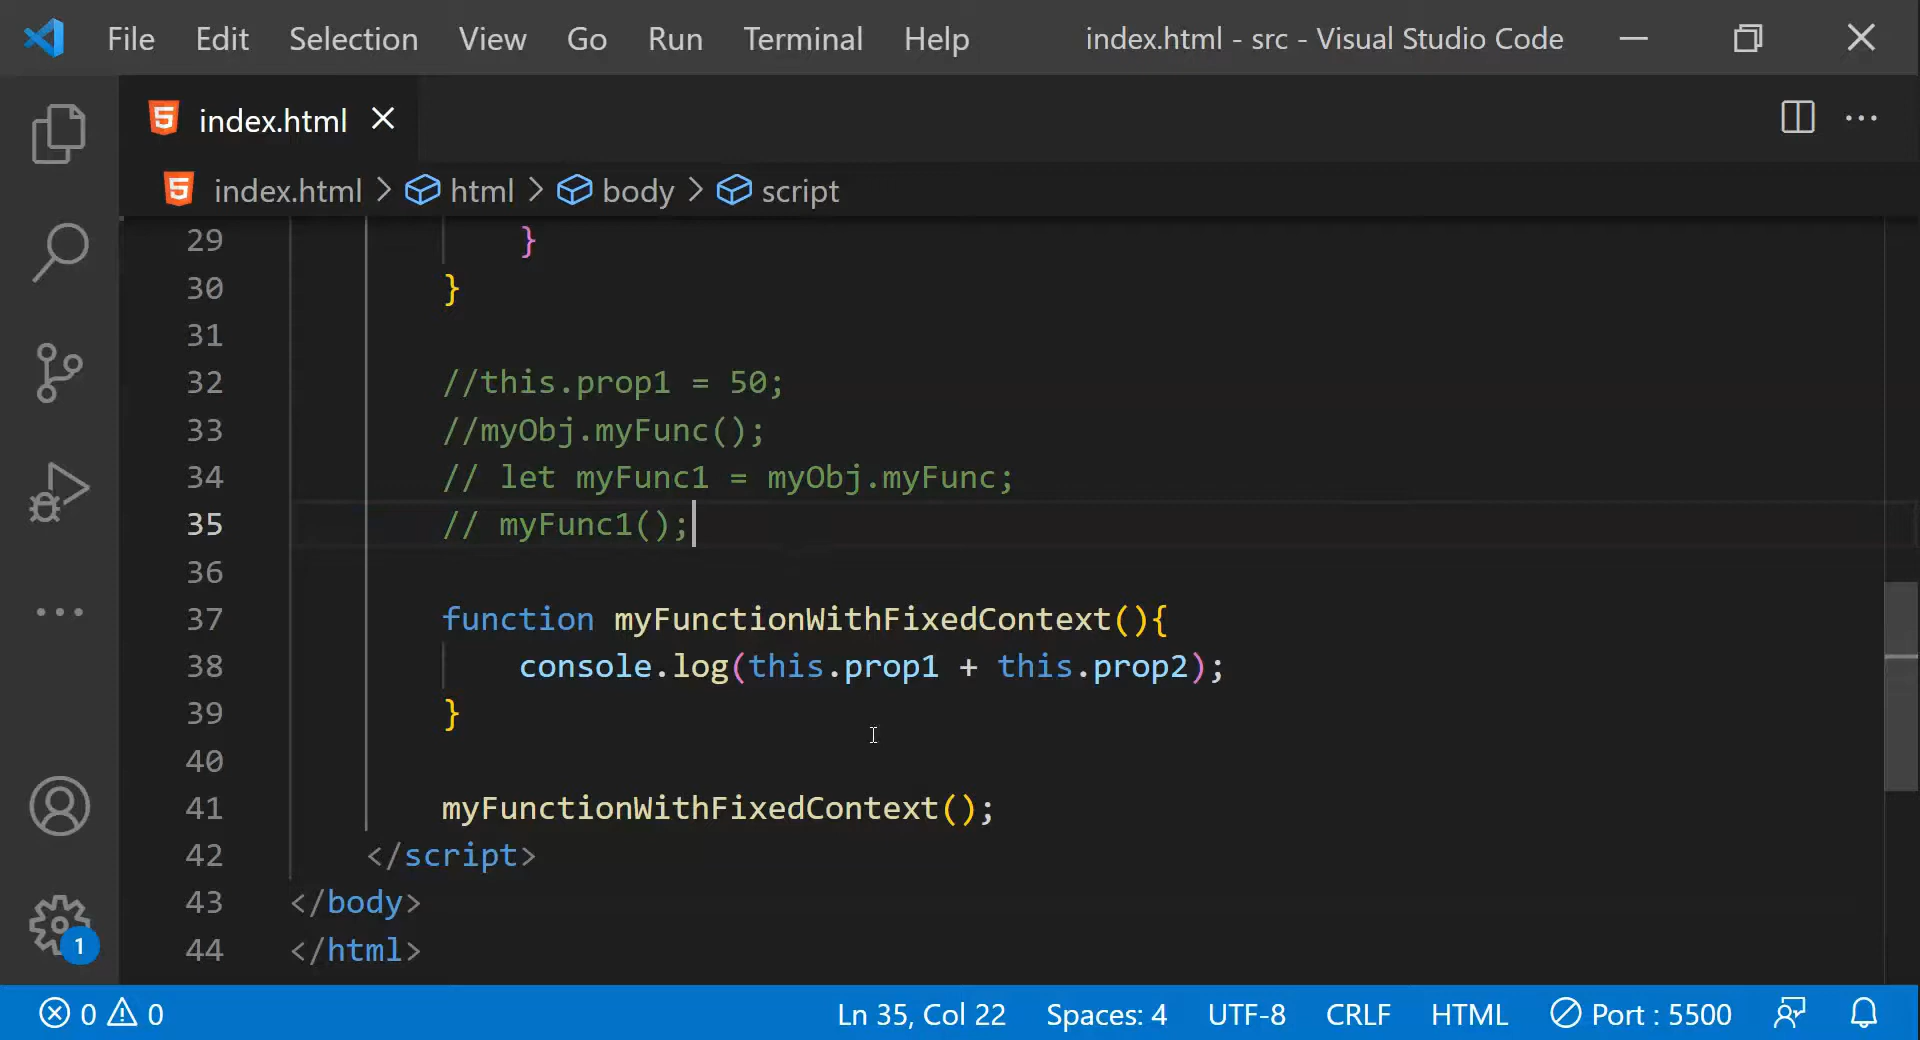 File Edit Selection View Go Run Terminal Help index.html - src - Visual Studio Code
index.html
index.html > html > body > script
29 }
30 }
31
32 //this.prop1 = 50;
33 //myObj.myFunc();
34 // let myFunc1 = myObj.myFunc;
35 // myFunc1();
36
37 function myFunctionWithFixedContext(){
38 console.log(this.prop1 + this.prop2);
39 }
40
41 myFunctionWithFixedContext();
42 </script>
43 </body>
44 </html>
1
0 0 Ln 35, Col 22 Spaces: 4 UTF-8 CRLF HTML Port : 5500